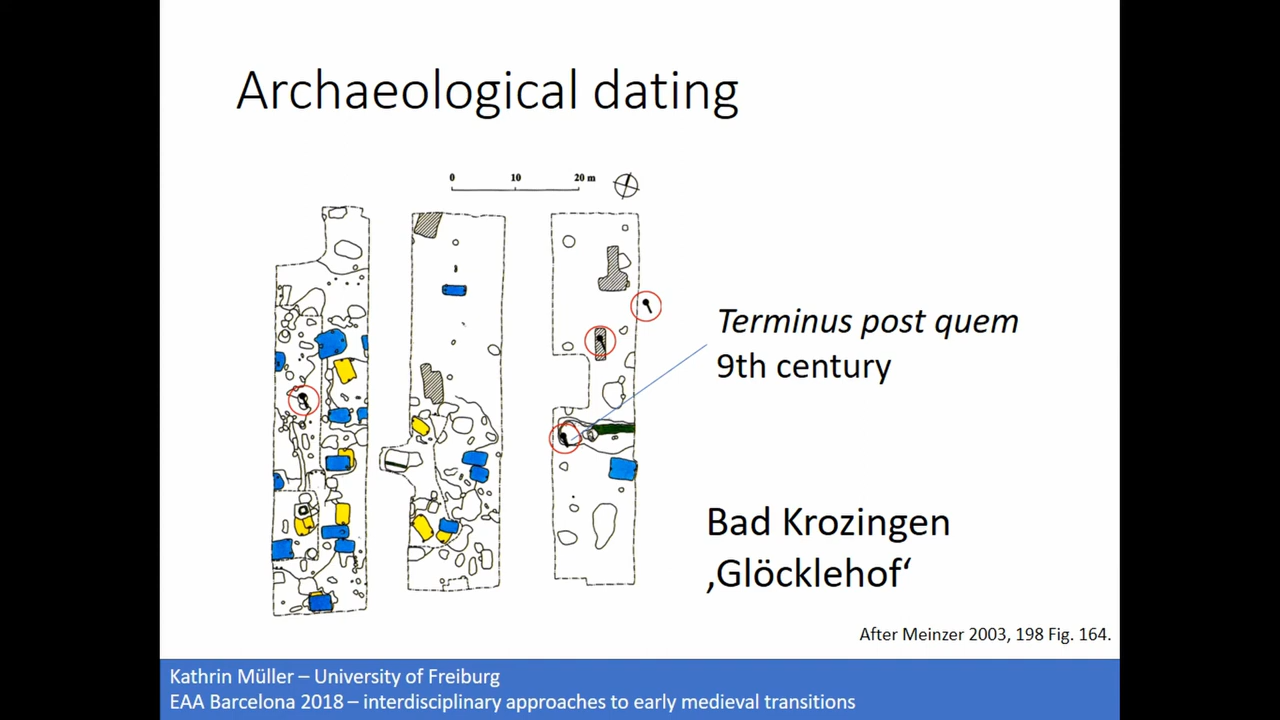 Archaeological dating
0 10 20 m
Terminus post quem
9th century
Bad Krozingen
‚Glöcklehof‘
After Meinzer 2003, 198 Fig. 164.
Kathrin Müller – University of Freiburg
EAA Barcelona 2018 – interdisciplinary approaches to early medieval transitions